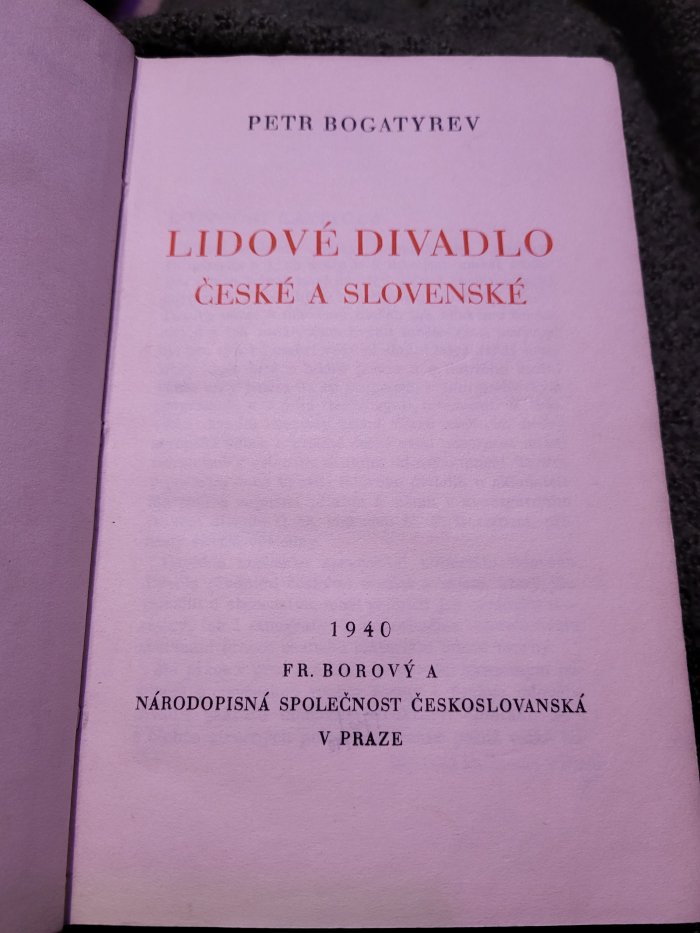 PETR BOGATYREV
LIDOVÉ DIVADLO
ČESKÉ A SLOVENSKÉ
1940
FR. BOROVÝ A
NÁRODOPISNÁ SPOLEČNOST ČESKOSLOVANSKÁ
V PRAZE